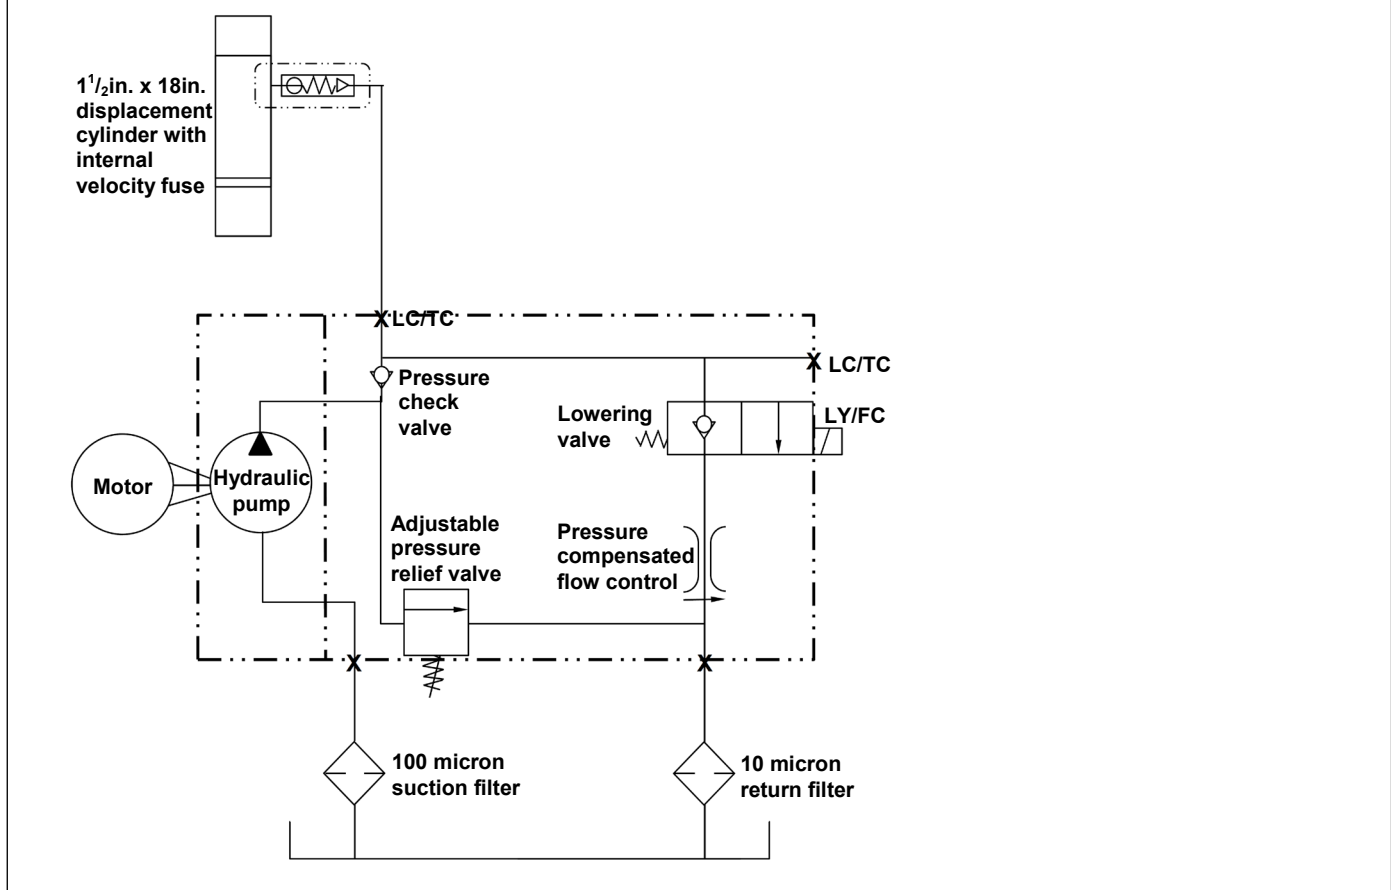 1¹/₂in. x 18in.
displacement
cylinder with
internal
velocity fuse
X LC/TC
X LC/TC
Pressure
check
valve
Lowering
valve
LY/FC
Motor
Hydraulic
pump
Adjustable
pressure
relief valve
Pressure
compensated
flow control
X
X
100 micron
suction filter
10 micron
return filter